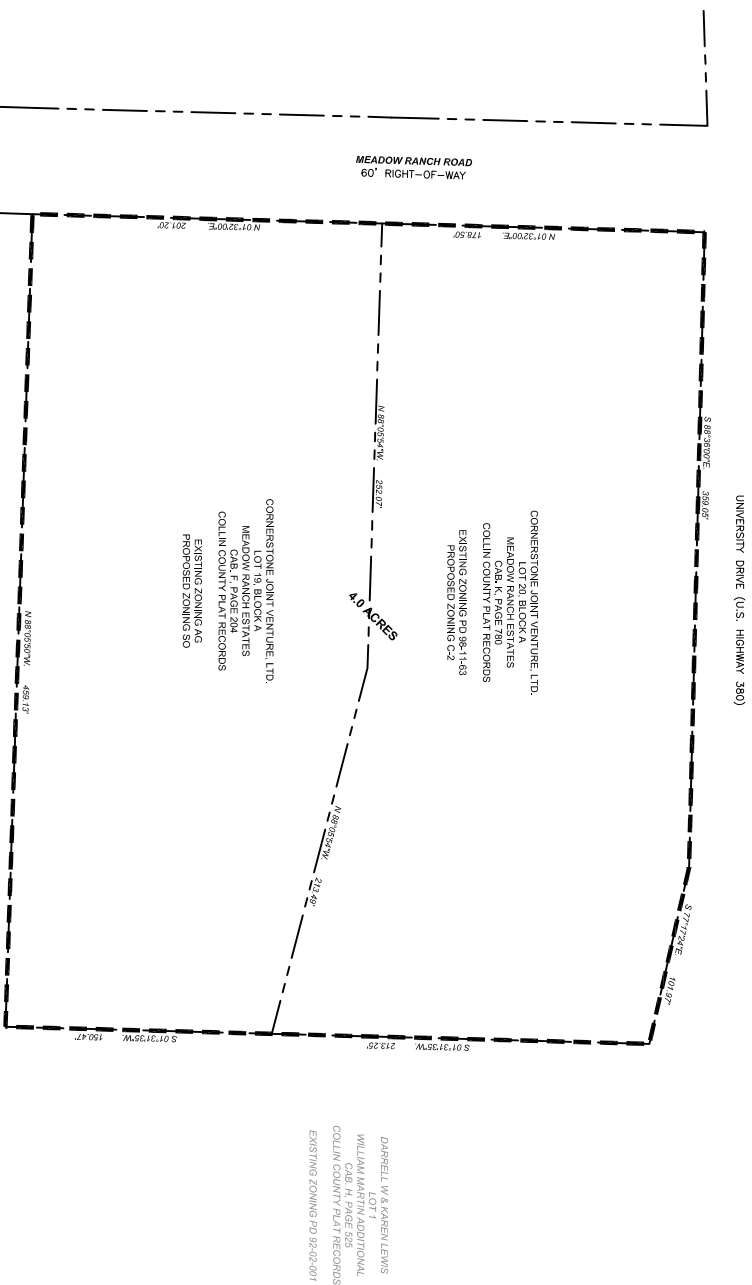 UNIVERSITY DRIVE (U.S. HIGHWAY 380)
MEADOW RANCH ROAD
60' RIGHT-OF-WAY
S 88°36'00"E. 359.05'
S 77°17'24"E. 101.97'
N 01°32'00"E. 178.50'
N 01°32'00"E. 201.20'
CORNERSTONE JOINT VENTURE, LTD.
LOT 20, BLOCK A
MEADOW RANCH ESTATES
CAB. K, PAGE 780
COLLIN COUNTY PLAT RECORDS
EXISTING ZONING PD 98-11-63
PROPOSED ZONING C-2
N 88°05'54"W. 252.07'
4.0 ACRES
N 88°05'54"W. 213.49'
CORNERSTONE JOINT VENTURE, LTD.
LOT 19, BLOCK A
MEADOW RANCH ESTATES
CAB. F, PAGE 204
COLLIN COUNTY PLAT RECORDS
EXISTING ZONING AG
PROPOSED ZONING SO
N 88°05'50"W. 459.13'
S 01°31'35"W. 213.25'
S 01°31'35"W. 150.47'
DARRELL W & KAREN LEWIS
LOT 1
WILLIAM MARTIN ADDITIONAL
CAB. H, PAGE 525
COLLIN COUNTY PLAT RECORDS
EXISTING ZONING PD 92-02-001